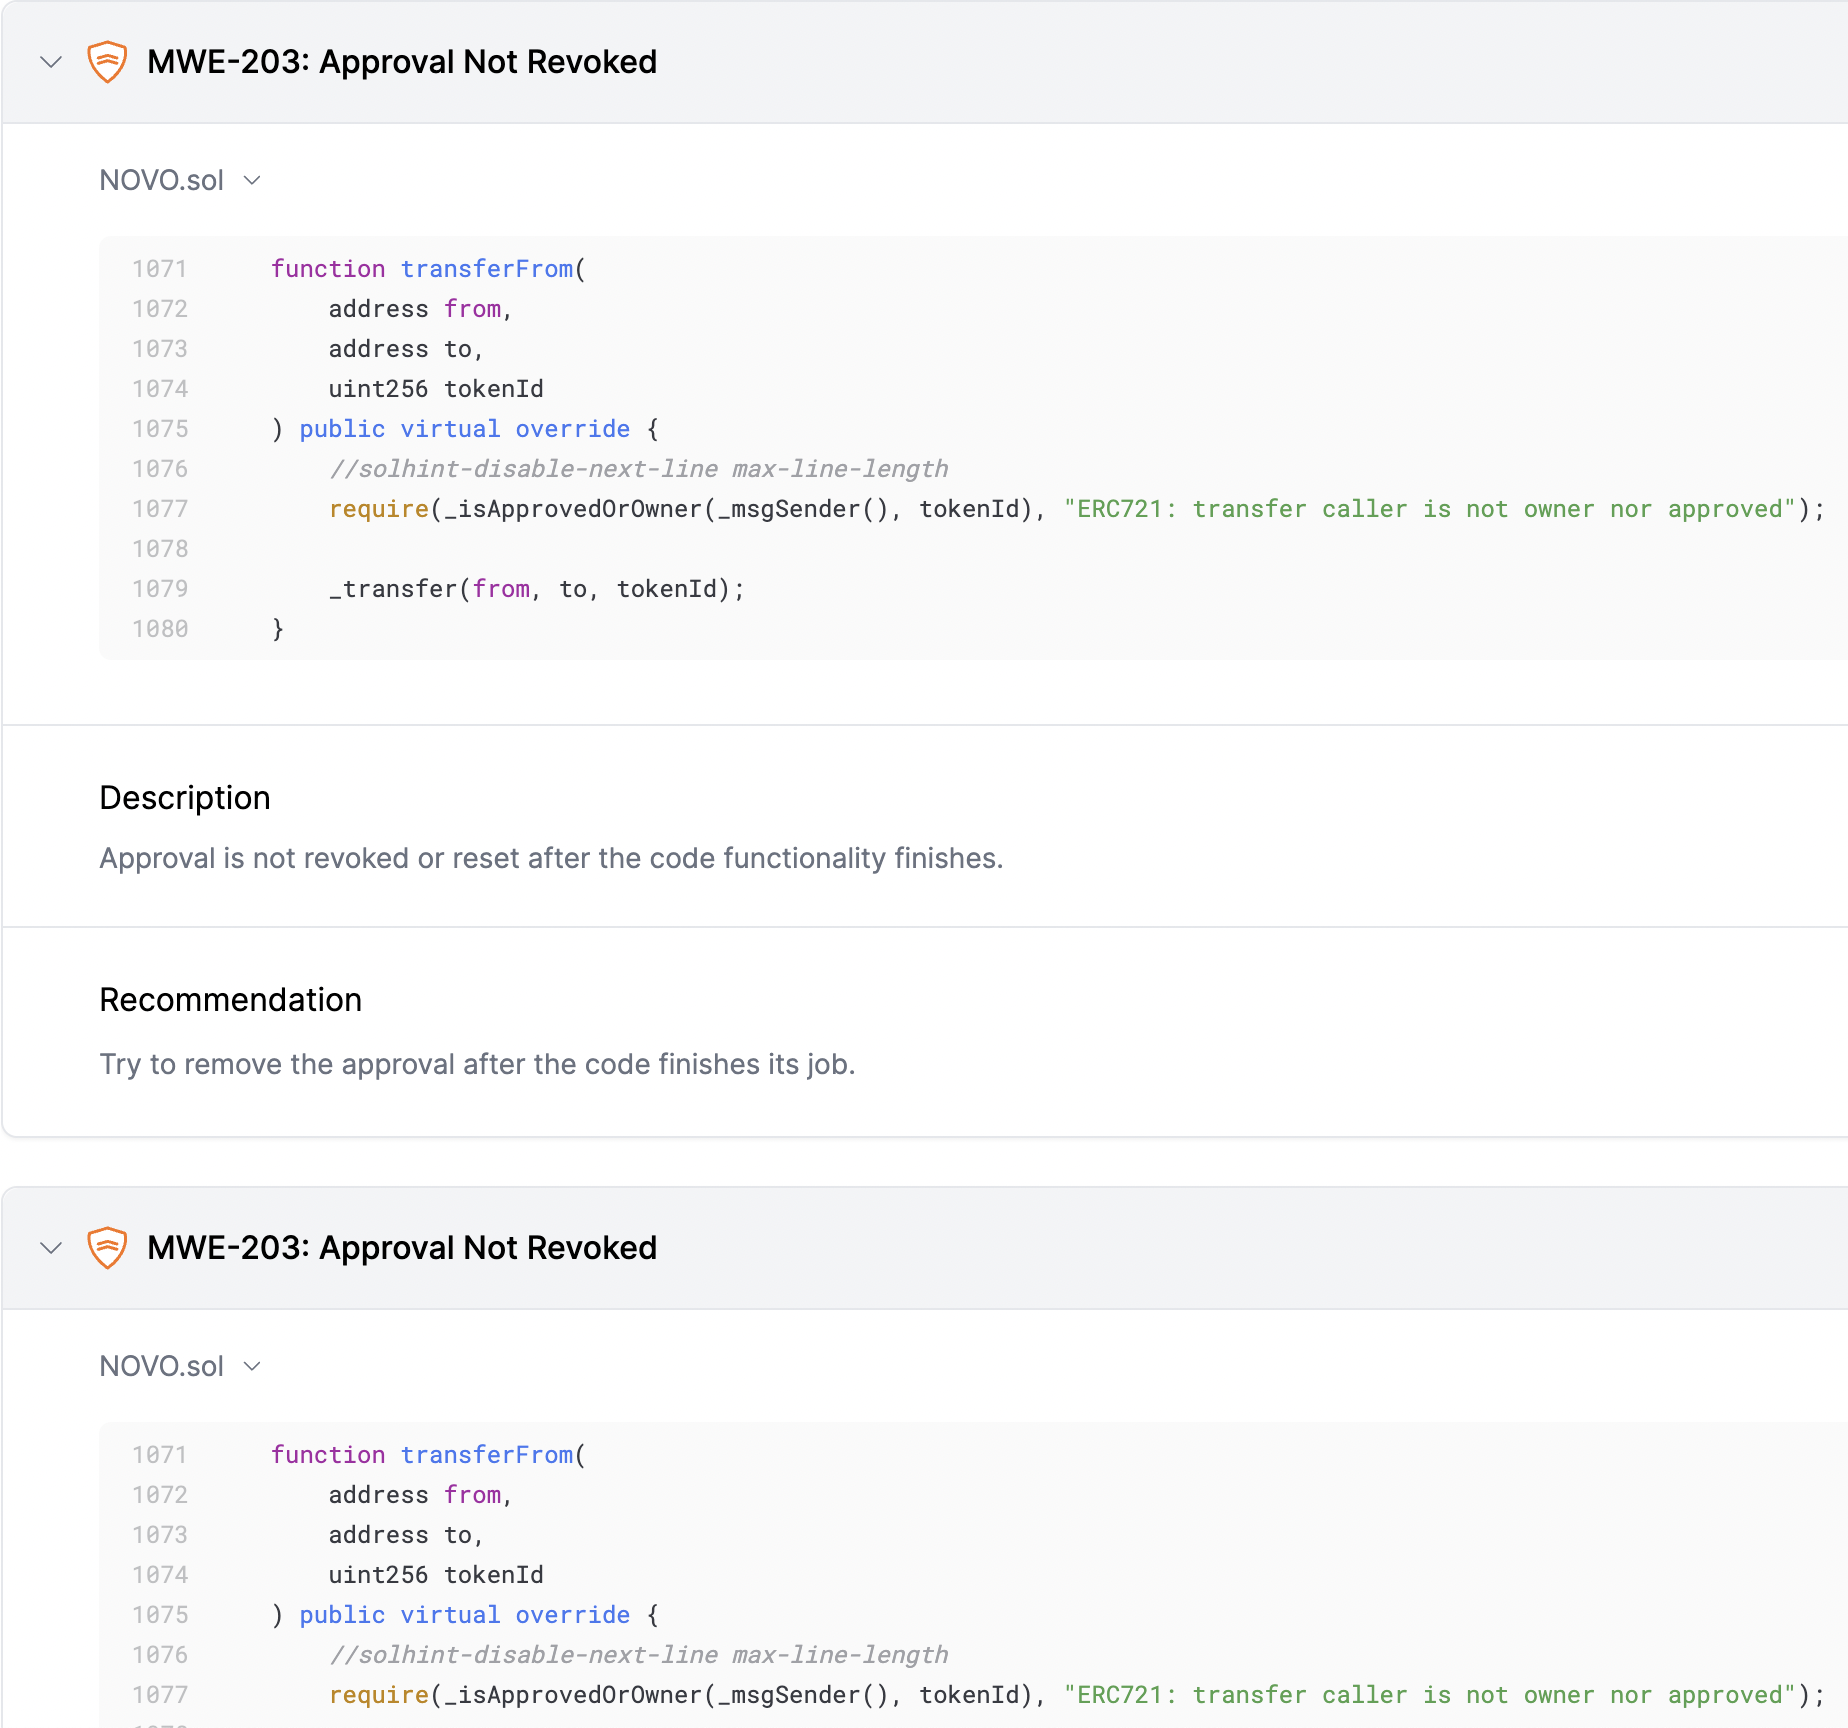 MWE-203: Approval Not Revoked
NOVO.sol
1071 function transferFrom(
1072 address from,
1073 address to,
1074 uint256 tokenId
1075 ) public virtual override {
1076 //solhint-disable-next-line max-line-length
1077 require(_isApprovedOrOwner(_msgSender(), tokenId), "ERC721: transfer caller is not owner nor approved");
1078
1079 _transfer(from, to, tokenId);
1080 }
Description
Approval is not revoked or reset after the code functionality finishes.
Recommendation
Try to remove the approval after the code finishes its job.
MWE-203: Approval Not Revoked
NOVO.sol
1071 function transferFrom(
1072 address from,
1073 address to,
1074 uint256 tokenId
1075 ) public virtual override {
1076 //solhint-disable-next-line max-line-length
1077 require(_isApprovedOrOwner(_msgSender(), tokenId), "ERC721: transfer caller is not owner nor approved");